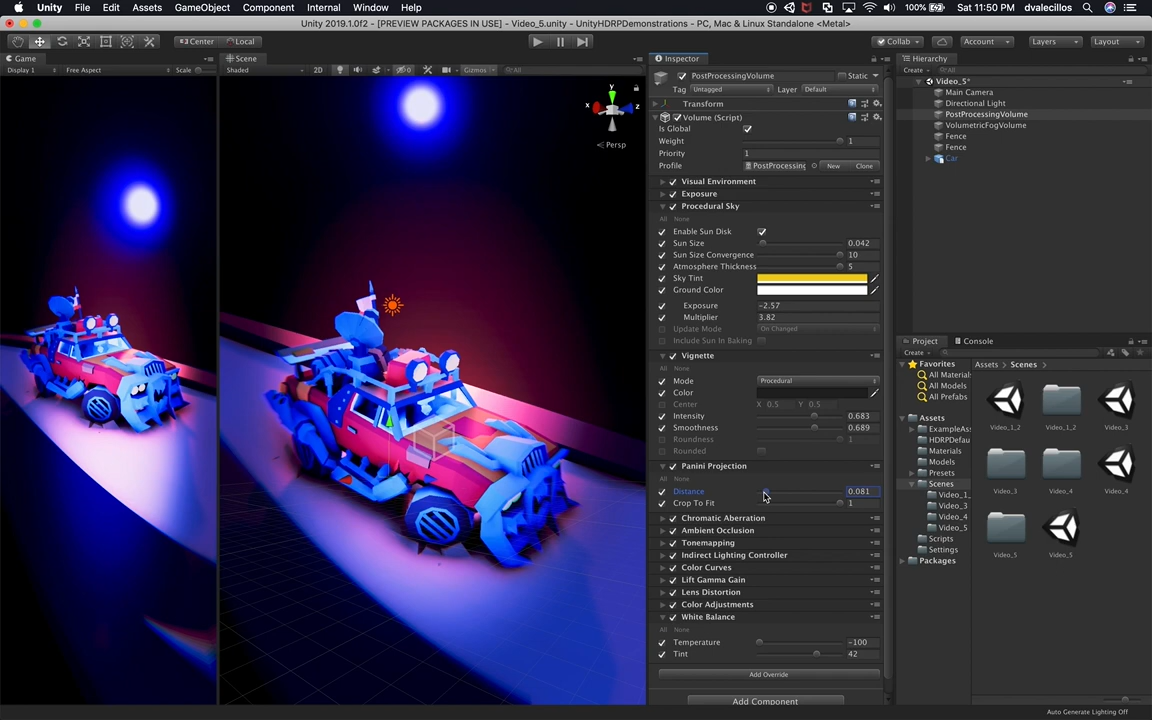 Unity File Edit Assets GameObject Component Internal Window Help 100% Sat 11:50 PM dvalecillos
Unity 2019.1.0f2 - [PREVIEW PACKAGES IN USE] - Video_5.unity - UnityHDRPDemonstrations - PC, Mac & Linux Standalone <Metal>
Center Local Collab Account Layers Layout
Game Scene Inspector Hierarchy
Display 1 Free Aspect Scale Shaded 2D 0 Gizmos All
Create All
x y z
Persp
PostProcessingVolume Static
Tag Untagged Layer Default
Transform
Volume (Script)
Is Global
Weight 1
Priority 1
Profile PostProcessing New Clone
Visual Environment
Exposure
Procedural Sky
All None
Enable Sun Disk
Sun Size 0.042
Sun Size Convergence 10
Atmosphere Thickness 5
Sky Tint
Ground Color
Exposure -2.57
Multiplier 3.82
Update Mode On Changed
Include Sun In Baking
Vignette
All None
Mode Procedural
Color
Center X 0.5 Y 0.5
Intensity 0.683
Smoothness 0.689
Roundness 1
Rounded
Panini Projection
All None
Distance 0.081
Crop To Fit 1
Chromatic Aberration
Ambient Occlusion
Tonemapping
Indirect Lighting Controller
Color Curves
Lift Gamma Gain
Lens Distortion
Color Adjustments
White Balance
All None
Temperature -100
Tint 42
Add Override
Add Component
Video_5*
Main Camera
Directional Light
PostProcessingVolume
VolumetricFogVolume
Fence
Fence
Car
Project Console
Create
Favorites
All Materials
All Models
All Prefabs
Assets
ExampleAs
HDRPDefau
Materials
Models
Presets
Scenes
Video_1_
Video_3
Video_4
Video_5
Scripts
Settings
Packages
Assets Scenes
Video_1_2 Video_1_2 Video_3
Video_3 Video_4 Video_4
Video_5 Video_5
Auto Generate Lighting Off